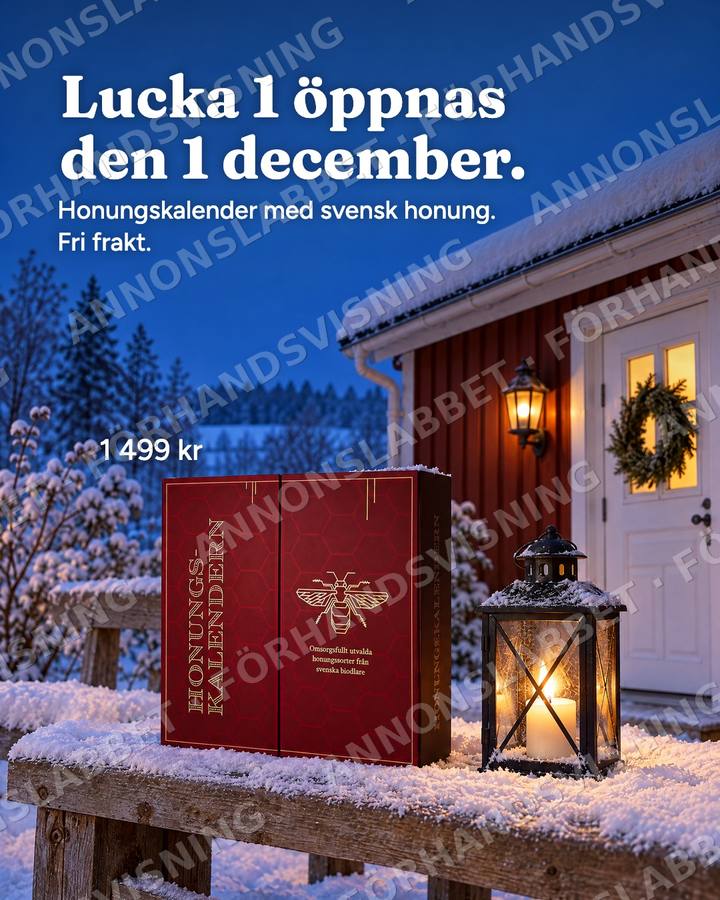 Lucka 1 öppnas
den 1 december.
Honungskalender med svensk honung.
Fri frakt.
1 499 kr
HONUNGS-
KALENDERN
Omsorgsfullt utvalda
honungssorter från
svenska biodlare
HONUNGSKALENDERN
ANNONSLABBET · FÖRHANDSVISNING